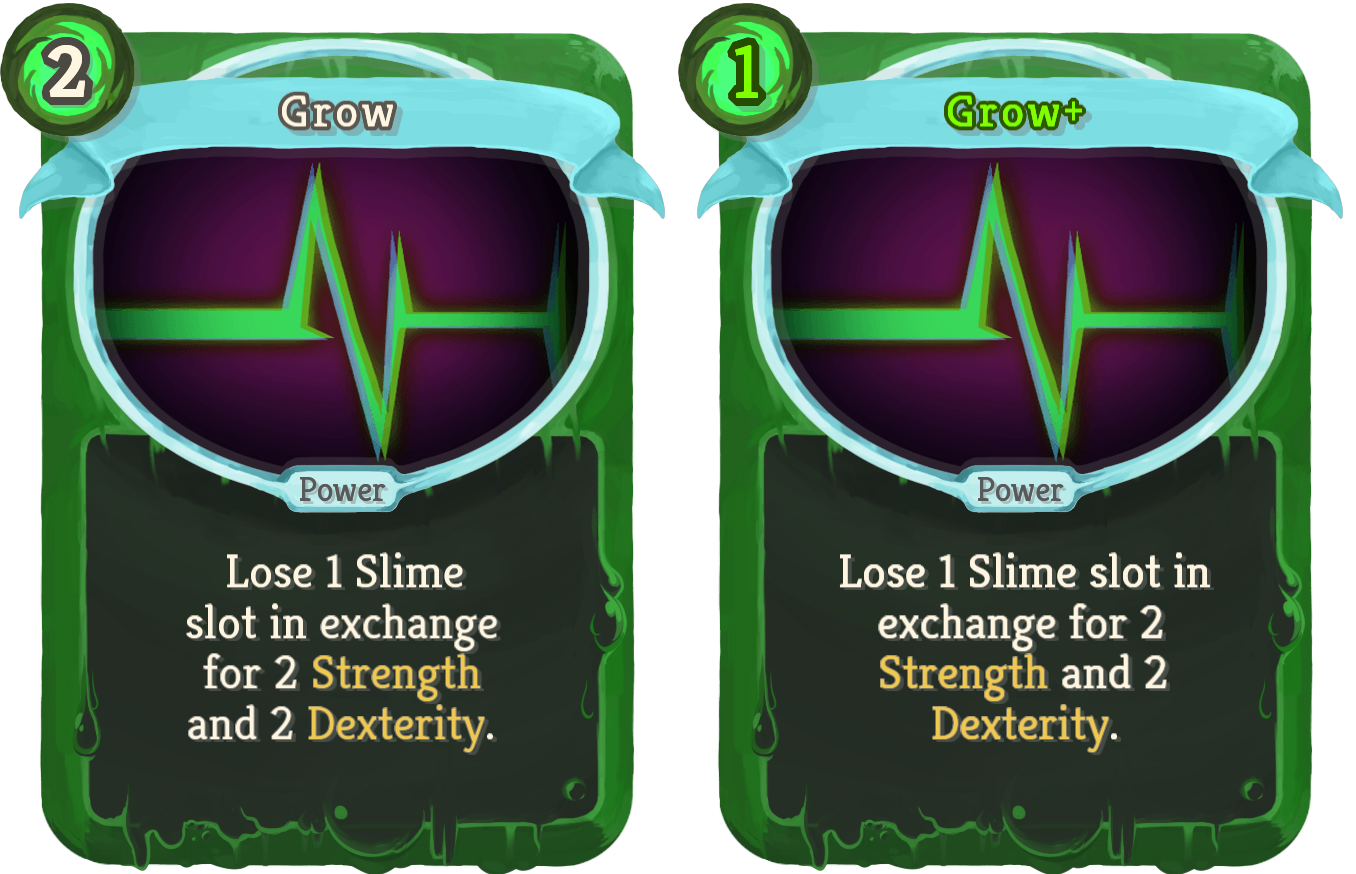 2
Grow
Power
Lose 1 Slime
slot in exchange
for 2 Strength
and 2 Dexterity.
1
Grow+
Power
Lose 1 Slime slot in
exchange for 2
Strength and 2
Dexterity.